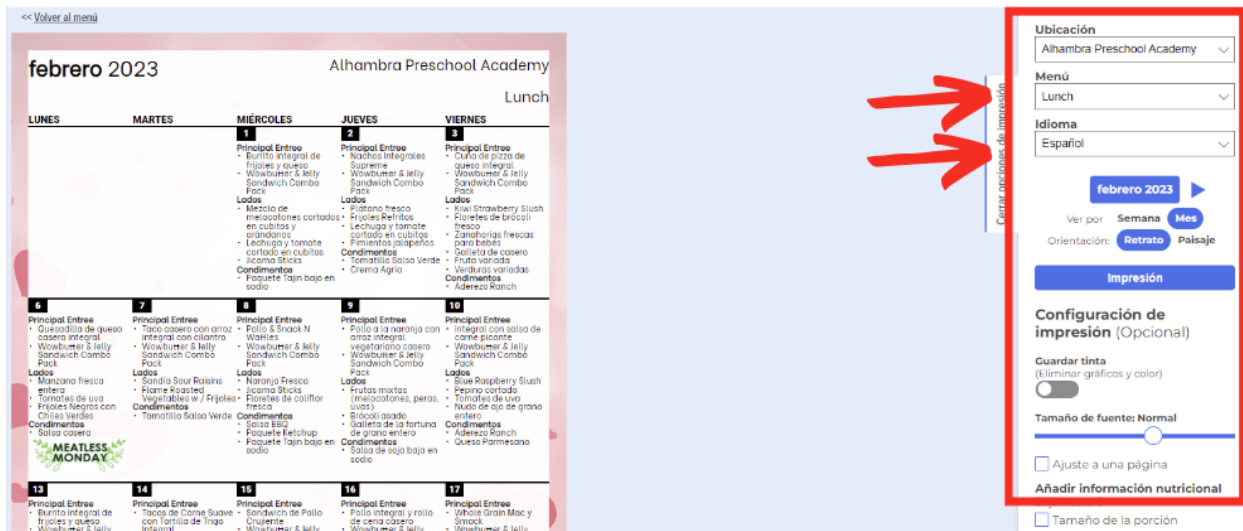 << Volver al menú
febrero 2023
Alhambra Preschool Academy
Lunch
LUNES MARTES MIÉRCOLES JUEVES VIERNES
1
Principal Entree
• Burrito integral de
frijoles y queso
• Wowbutter & Jelly
Sandwich Combo
Pack
Lados
• Mezcla de
melocotones cortados
en cubitos y
arándanos
• Lechuga y tomate
cortado en cubitos
• Jicama Sticks
Condimentos
• Paquete Tajin bajo en
sodio
2
Principal Entree
• Nachos Integrales
Supreme
• Wowbutter & Jelly
Sandwich Combo
Pack
Lados
• Plátano fresco
• Frijoles Refritos
• Lechuga y tomate
cortado en cubitos
• Pimientos jalapeños
Condimentos
• Tomatillo Salsa Verde
• Crema Agria
3
Principal Entree
• Cuña de pizza de
queso integral
• Wowbutter & Jelly
Sandwich Combo
Pack
Lados
• Kiwi Strawberry Slush
• Floretes de brócoli
fresco
• Zanahorias frescas
para bebés
• Galleta de casero
• Fruta variada
• Verduras variadas
Condimentos
• Aderezo Ranch
6
Principal Entree
• Quesadilla de queso
casera integral
• Wowbutter & Jelly
Sandwich Combo
Pack
Lados
• Manzana fresca
entera
• Tomates de uva
• Frijoles Negros con
Chiles Verdes
Condimentos
• Salsa casera
MEATLESS
MONDAY
7
Principal Entree
• Taco casero con arroz
integral con cilantro
• Wowbutter & Jelly
Sandwich Combo
Pack
Lados
• Sandía Sour Raisins
• Flame Roasted
Vegetables w / Frijoles
Condimentos
• Tomatillo Salsa Verde
8
Principal Entree
• Pollo & Snack N
Waffles
• Wowbutter & Jelly
Sandwich Combo
Pack
Lados
• Naranja Fresca
• Jicama Sticks
• Floretes de coliflor
fresca
Condimentos
• Salsa BBQ
• Paquete Ketchup
• Paquete Tajin bajo en
sodio
9
Principal Entree
• Pollo a la naranja con
arroz integral
vegetariano casero
• Wowbutter & Jelly
Sandwich Combo
Pack
Lados
• Frutas mixtas
(melocotones, peras,
uvas)
• Brócoli asado
• Galleta de la fortuna
de grano entero
Condimentos
• Salsa de soja baja en
sodio
10
Principal Entree
• integral con salsa de
carne picante
• Wowbutter & Jelly
Sandwich Combo
Pack
Lados
• Blue Raspberry Slush
• Pepino cortado
• Tomates de uva
• Nudo de ajo de grano
entero
Condimentos
• Aderezo Ranch
• Queso Parmesano
13
Principal Entree
• Burrito integral de
frijoles y queso
• Wowbutter & Jelly
14
Principal Entree
• Tacos de Carne Suave
con Tortilla de Trigo
Integral
15
Principal Entree
• Sandwich de Pollo
Crujiente
• Wowbutter & Jelly
16
Principal Entree
• Pollo integral y rollo
de cena casero
• Wowbutter & Jelly
17
Principal Entree
• Whole Grain Mac y
Smack
• Wowbutter & Jelly
Cerrar opciones de impresión
Ubicación
Alhambra Preschool Academy
Menú
Lunch
Idioma
Español
febrero 2023
Ver por Semana Mes
Orientación: Retrato Paisaje
Impresión
Configuración de
impresión (Opcional)
Guardar tinta
(Eliminar gráficos y color)
Tamaño de fuente: Normal
Ajuste a una página
Añadir información nutricional
Tamaño de la porción